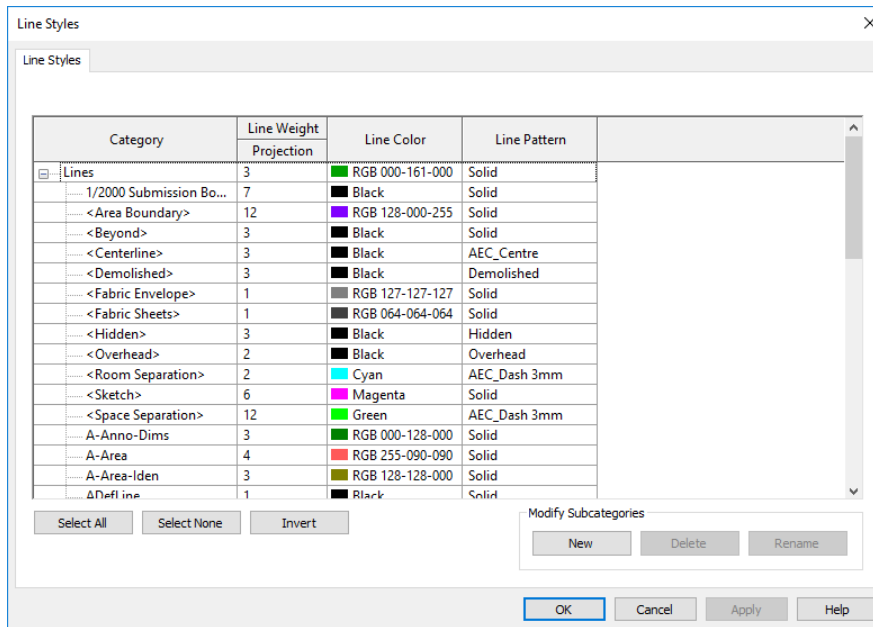 Line Styles
Line Styles
Category Line Weight Line Color Line Pattern
Projection
Lines 3 RGB 000-161-000 Solid
1/2000 Submission Bo... 7 Black Solid
<Area Boundary> 12 RGB 128-000-255 Solid
<Beyond> 3 Black Solid
<Centerline> 3 Black AEC_Centre
<Demolished> 3 Black Demolished
<Fabric Envelope> 1 RGB 127-127-127 Solid
<Fabric Sheets> 1 RGB 064-064-064 Solid
<Hidden> 3 Black Hidden
<Overhead> 2 Black Overhead
<Room Separation> 2 Cyan AEC_Dash 3mm
<Sketch> 6 Magenta Solid
<Space Separation> 12 Green AEC_Dash 3mm
A-Anno-Dims 3 RGB 000-128-000 Solid
A-Area 4 RGB 255-090-090 Solid
A-Area-Iden 3 RGB 128-128-000 Solid
ADefLine 1 Black Solid
Select All Select None Invert
Modify Subcategories
New Delete Rename
OK Cancel Apply Help